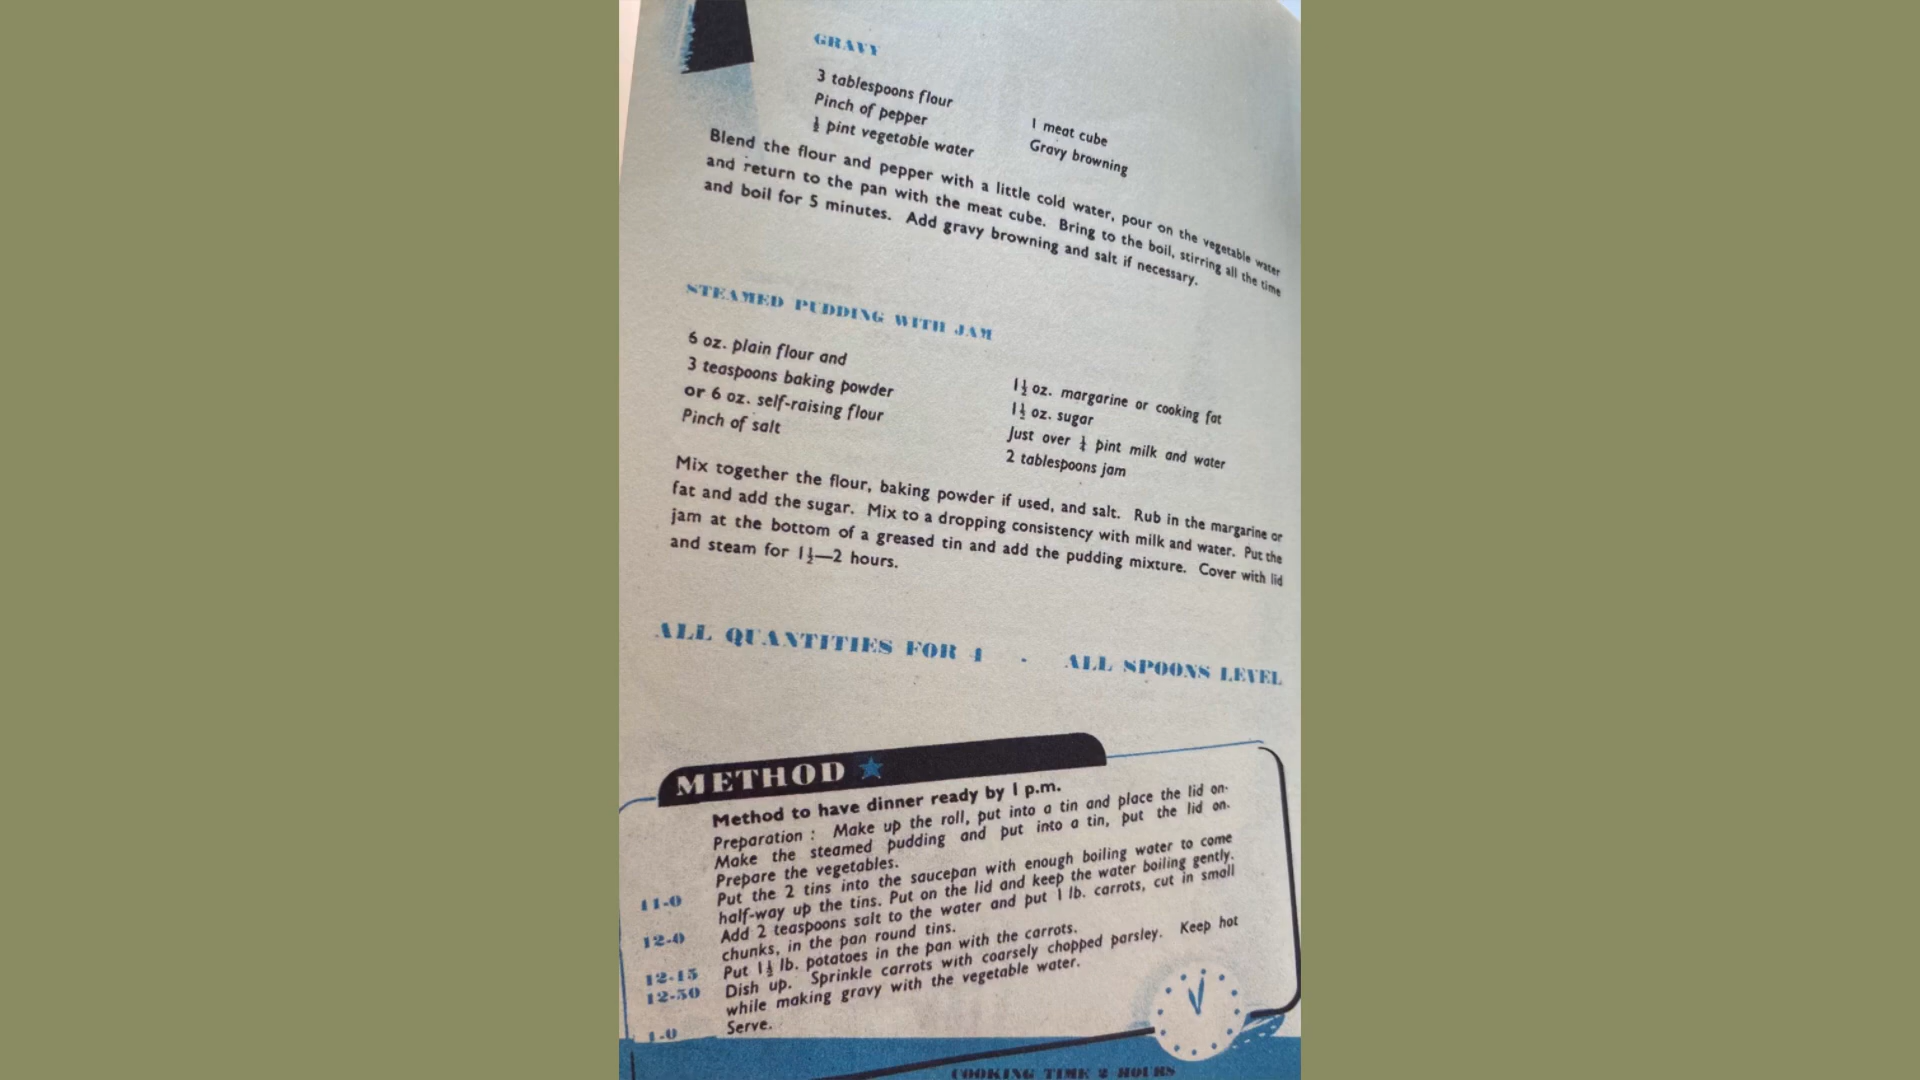 GRAVY
3 tablespoons flour
Pinch of pepper
½ pint vegetable water
1 meat cube
Gravy browning
Blend the flour and pepper with a little cold water, pour on the vegetable water
and return to the pan with the meat cube. Bring to the boil, stirring all the time
and boil for 5 minutes. Add gravy browning and salt if necessary.
STEAMED PUDDING WITH JAM
6 oz. plain flour and
3 teaspoons baking powder
or 6 oz. self-raising flour
Pinch of salt
1½ oz. margarine or cooking fat
1½ oz. sugar
Just over ¼ pint milk and water
2 tablespoons jam
Mix together the flour, baking powder if used, and salt. Rub in the margarine or
fat and add the sugar. Mix to a dropping consistency with milk and water. Put the
jam at the bottom of a greased tin and add the pudding mixture. Cover with lid
and steam for 1½—2 hours.
ALL QUANTITIES FOR 4 · ALL SPOONS LEVEL
METHOD
Method to have dinner ready by 1 p.m.
Preparation : Make up the roll, put into a tin and place the lid on.
Make the steamed pudding and put into a tin, put the lid on.
Prepare the vegetables.
11-0 Put the 2 tins into the saucepan with enough boiling water to come
half-way up the tins. Put on the lid and keep the water boiling gently.
12-0 Add 2 teaspoons salt to the water and put 1 lb. carrots, cut in small
chunks, in the pan round tins.
12-15 Put 1½ lb. potatoes in the pan with the carrots.
12-50 Dish up. Sprinkle carrots with coarsely chopped parsley. Keep hot
while making gravy with the vegetable water.
1-0 Serve.
COOKING TIME 2 HOURS